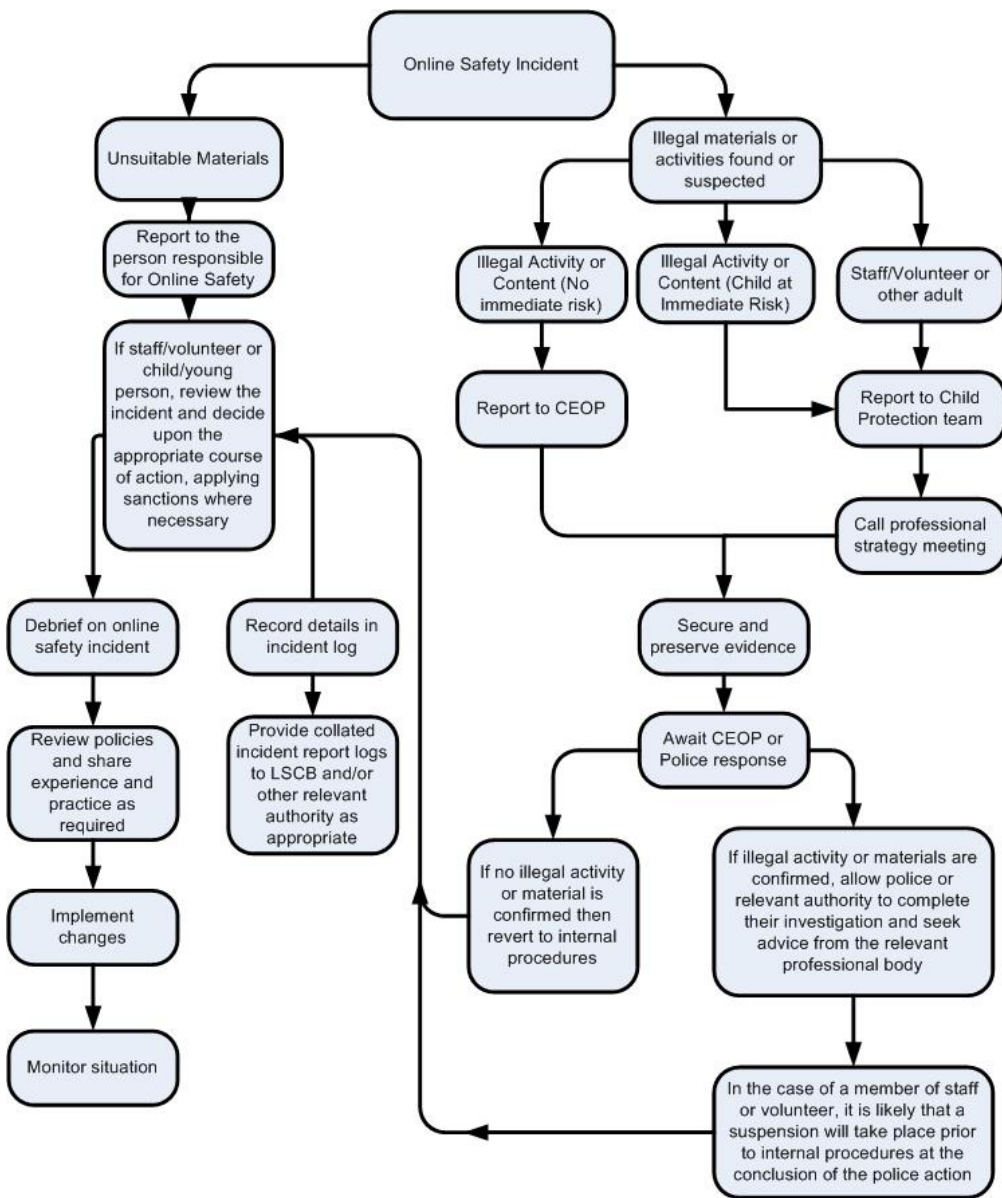 Online Safety Incident
Unsuitable Materials
Report to the
person responsible
for Online Safety
If staff/volunteer or
child/young
person, review the
incident and decide
upon the
appropriate course
of action, applying
sanctions where
necessary
Debrief on online
safety incident
Review policies
and share
experience and
practice as
required
Implement
changes
Monitor situation
Record details in
incident log
Provide collated
incident report logs
to LSCB and/or
other relevant
authority as
appropriate
Illegal materials or
activities found or
suspected
Illegal Activity or
Content (No
immediate risk)
Illegal Activity or
Content (Child at
Immediate Risk)
Staff/Volunteer or
other adult
Report to CEOP
Report to Child
Protection team
Call professional
strategy meeting
Secure and
preserve evidence
Await CEOP or
Police response
If no illegal activity
or material is
confirmed then
revert to internal
procedures
If illegal activity or materials are
confirmed, allow police or
relevant authority to complete
their investigation and seek
advice from the relevant
professional body
In the case of a member of staff
or volunteer, it is likely that a
suspension will take place prior
to internal procedures at the
conclusion of the police action